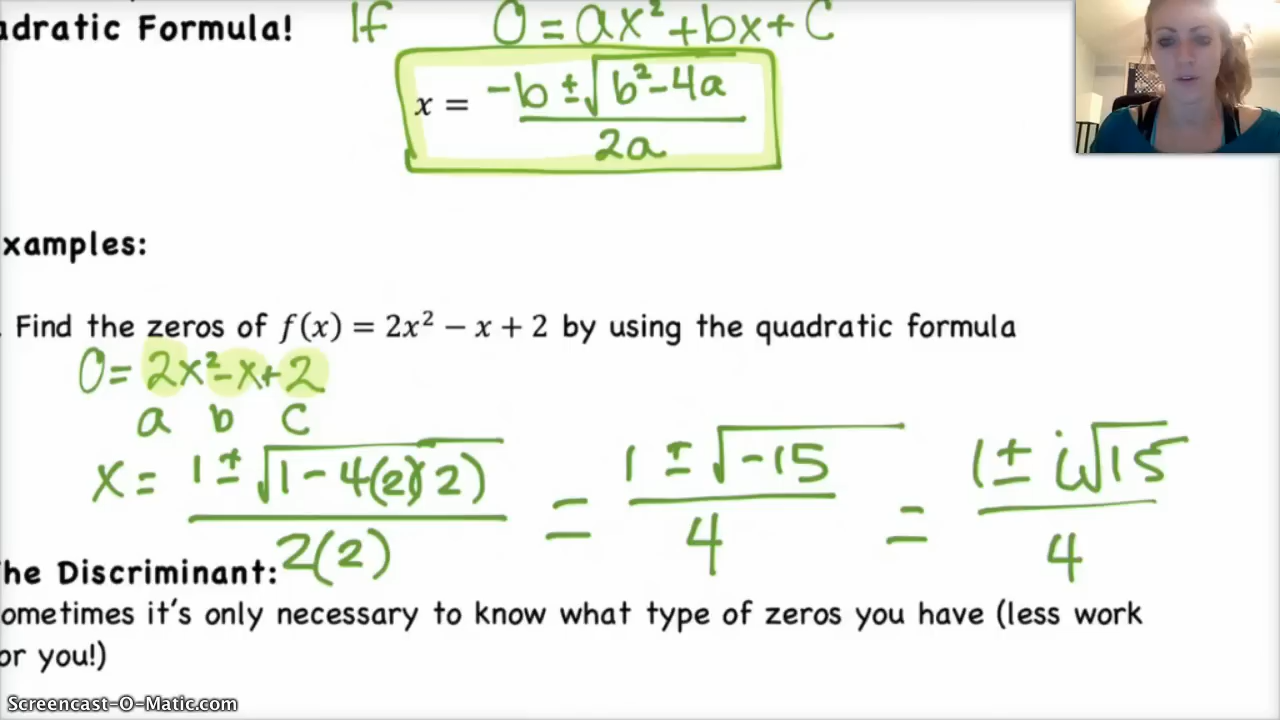 adratic Formula! If 0 = ax² + bx + C
x = -b ± √b² - 4a / 2a
xamples:
. Find the zeros of f(x) = 2x² − x + 2 by using the quadratic formula
0 = 2x² - x + 2
a b c
x = 1 ± √1 - 4(2)(2) / 2(2) = 1 ± √-15 / 4 = 1 ± i√15 / 4
he Discriminant:
ometimes it's only necessary to know what type of zeros you have (less work
or you!)
Screencast-O-Matic.com